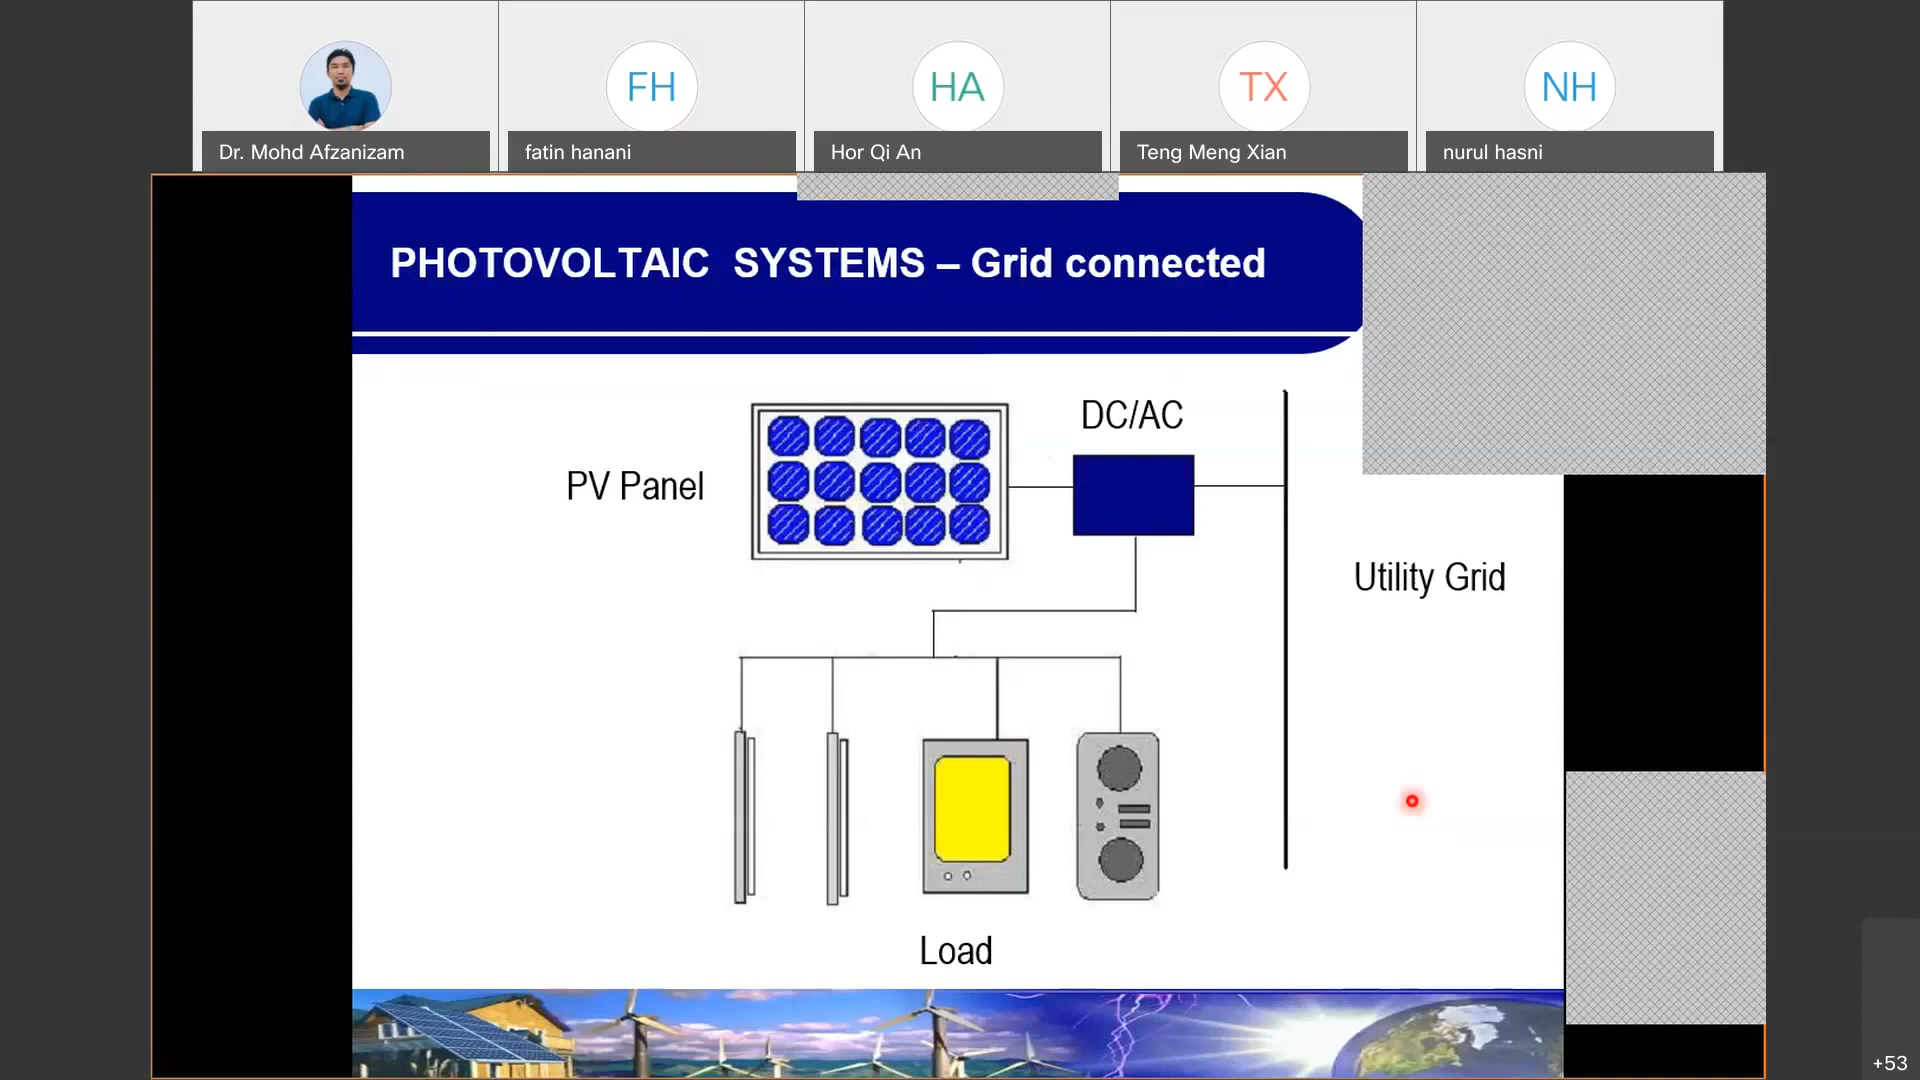 FH
HA
TX
NH
Dr. Mohd Afzanizam
fatin hanani
Hor Qi An
Teng Meng Xian
nurul hasni
PHOTOVOLTAIC SYSTEMS – Grid connected
DC/AC
PV Panel
Utility Grid
Load
+53